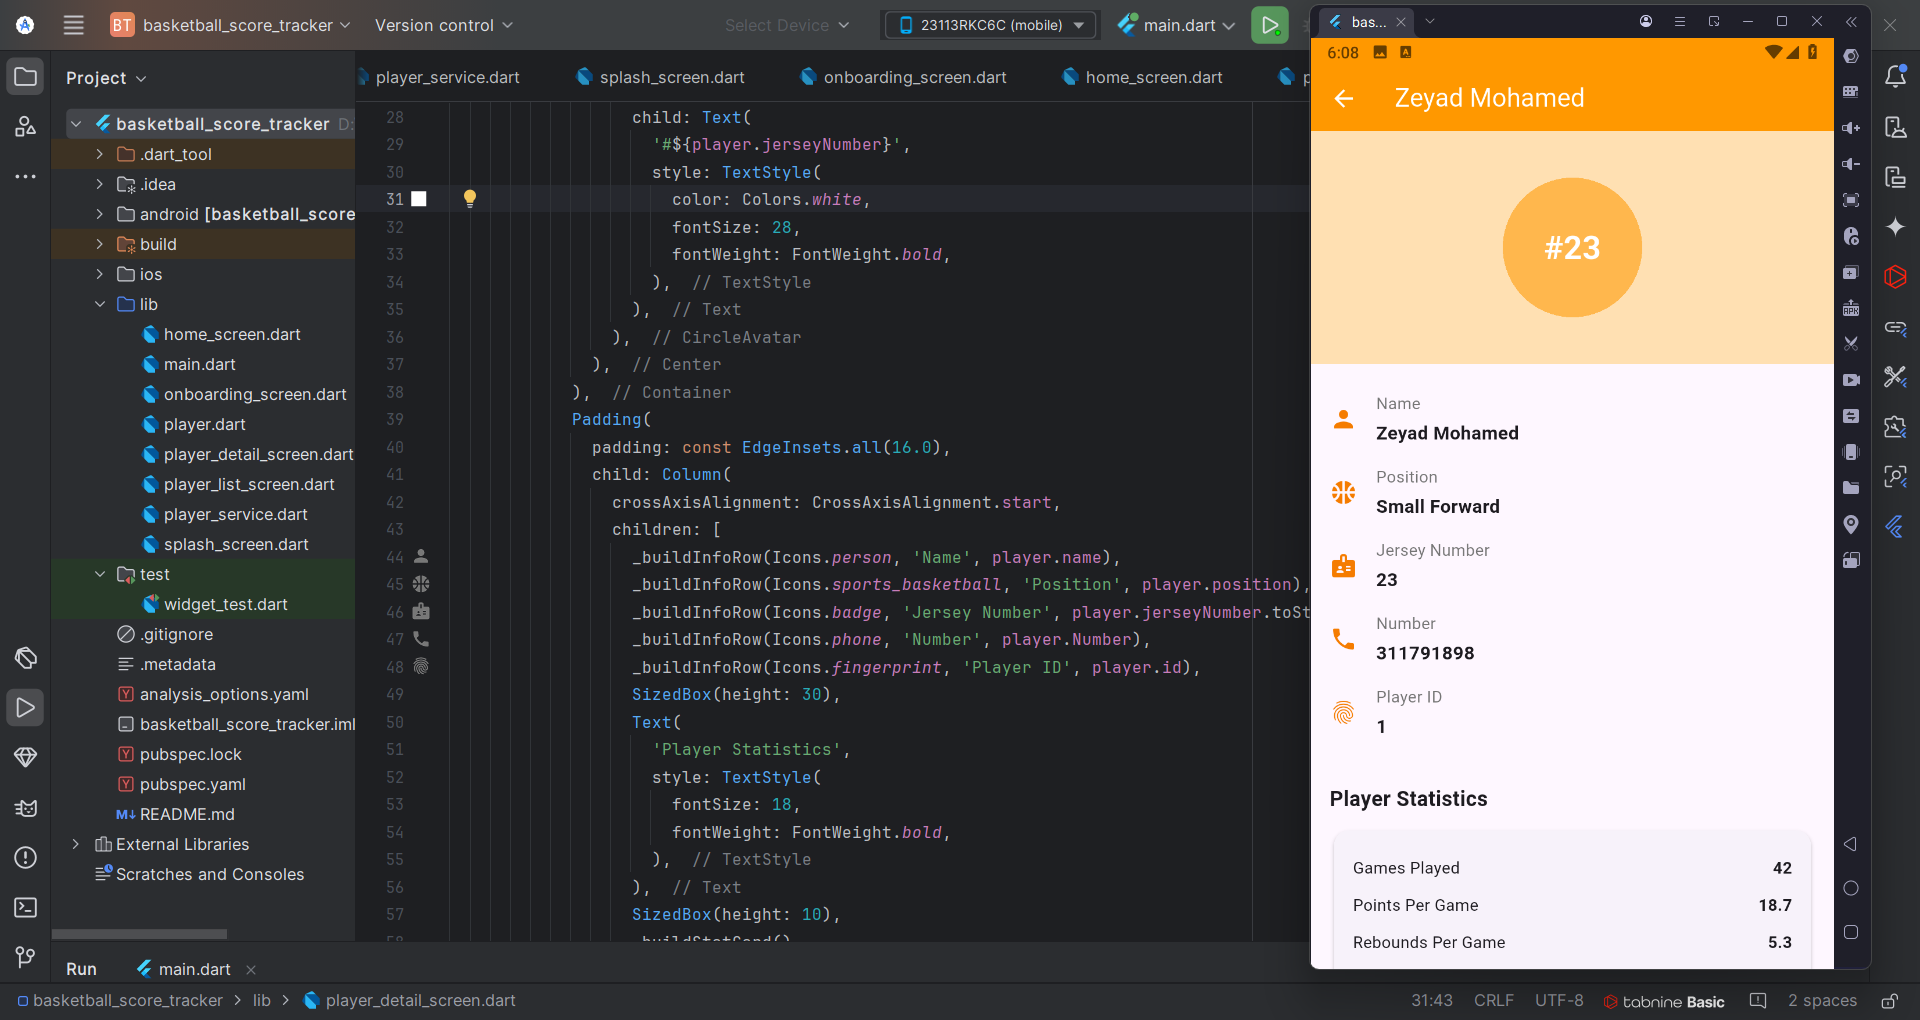 BT basketball_score_tracker Version control Select Device 23113RKC6C (mobile) main.dart
Project
player_service.dart splash_screen.dart onboarding_screen.dart home_screen.dart
basketball_score_tracker D:
.dart_tool
.idea
android [basketball_score
build
ios
lib
home_screen.dart
main.dart
onboarding_screen.dart
player.dart
player_detail_screen.dart
player_list_screen.dart
player_service.dart
splash_screen.dart
test
widget_test.dart
.gitignore
.metadata
analysis_options.yaml
basketball_score_tracker.iml
pubspec.lock
pubspec.yaml
M↓ README.md
External Libraries
Scratches and Consoles
28 child: Text(
29 '#${player.jerseyNumber}',
30 style: TextStyle(
31 color: Colors.white,
32 fontSize: 28,
33 fontWeight: FontWeight.bold,
34 ), // TextStyle
35 ), // Text
36 ), // CircleAvatar
37 ), // Center
38 ), // Container
39 Padding(
40 padding: const EdgeInsets.all(16.0),
41 child: Column(
42 crossAxisAlignment: CrossAxisAlignment.start,
43 children: [
44 _buildInfoRow(Icons.person, 'Name', player.name),
45 _buildInfoRow(Icons.sports_basketball, 'Position', player.position),
46 _buildInfoRow(Icons.badge, 'Jersey Number', player.jerseyNumber.toSt
47 _buildInfoRow(Icons.phone, 'Number', player.Number),
48 _buildInfoRow(Icons.fingerprint, 'Player ID', player.id),
49 SizedBox(height: 30),
50 Text(
51 'Player Statistics',
52 style: TextStyle(
53 fontSize: 18,
54 fontWeight: FontWeight.bold,
55 ), // TextStyle
56 ), // Text
57 SizedBox(height: 10),
bas...
6:08
Zeyad Mohamed
#23
Name
Zeyad Mohamed
Position
Small Forward
Jersey Number
23
Number
311791898
Player ID
1
Player Statistics
Games Played 42
Points Per Game 18.7
Rebounds Per Game 5.3
Run main.dart
basketball_score_tracker > lib > player_detail_screen.dart
31:43 CRLF UTF-8 tabnine Basic 2 spaces